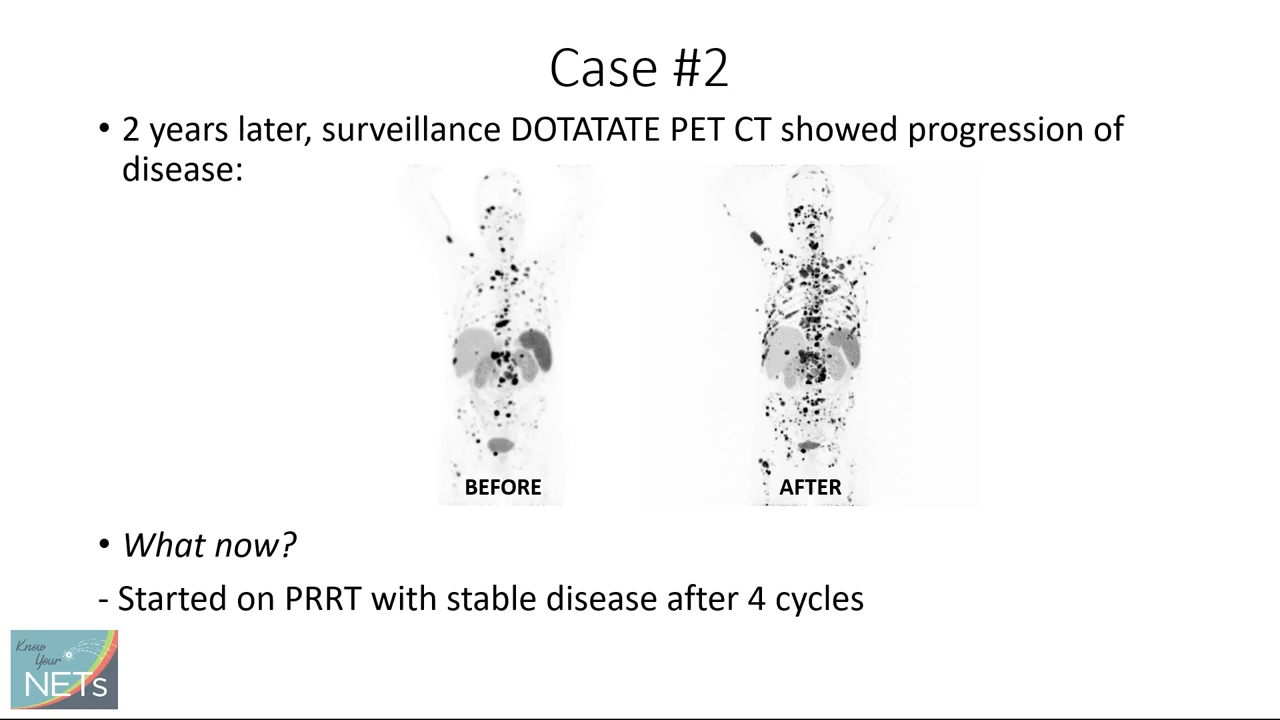 Case #2
• 2 years later, surveillance DOTATATE PET CT showed progression of
disease:
BEFORE
AFTER
• What now?
- Started on PRRT with stable disease after 4 cycles
Know
Your
NETs